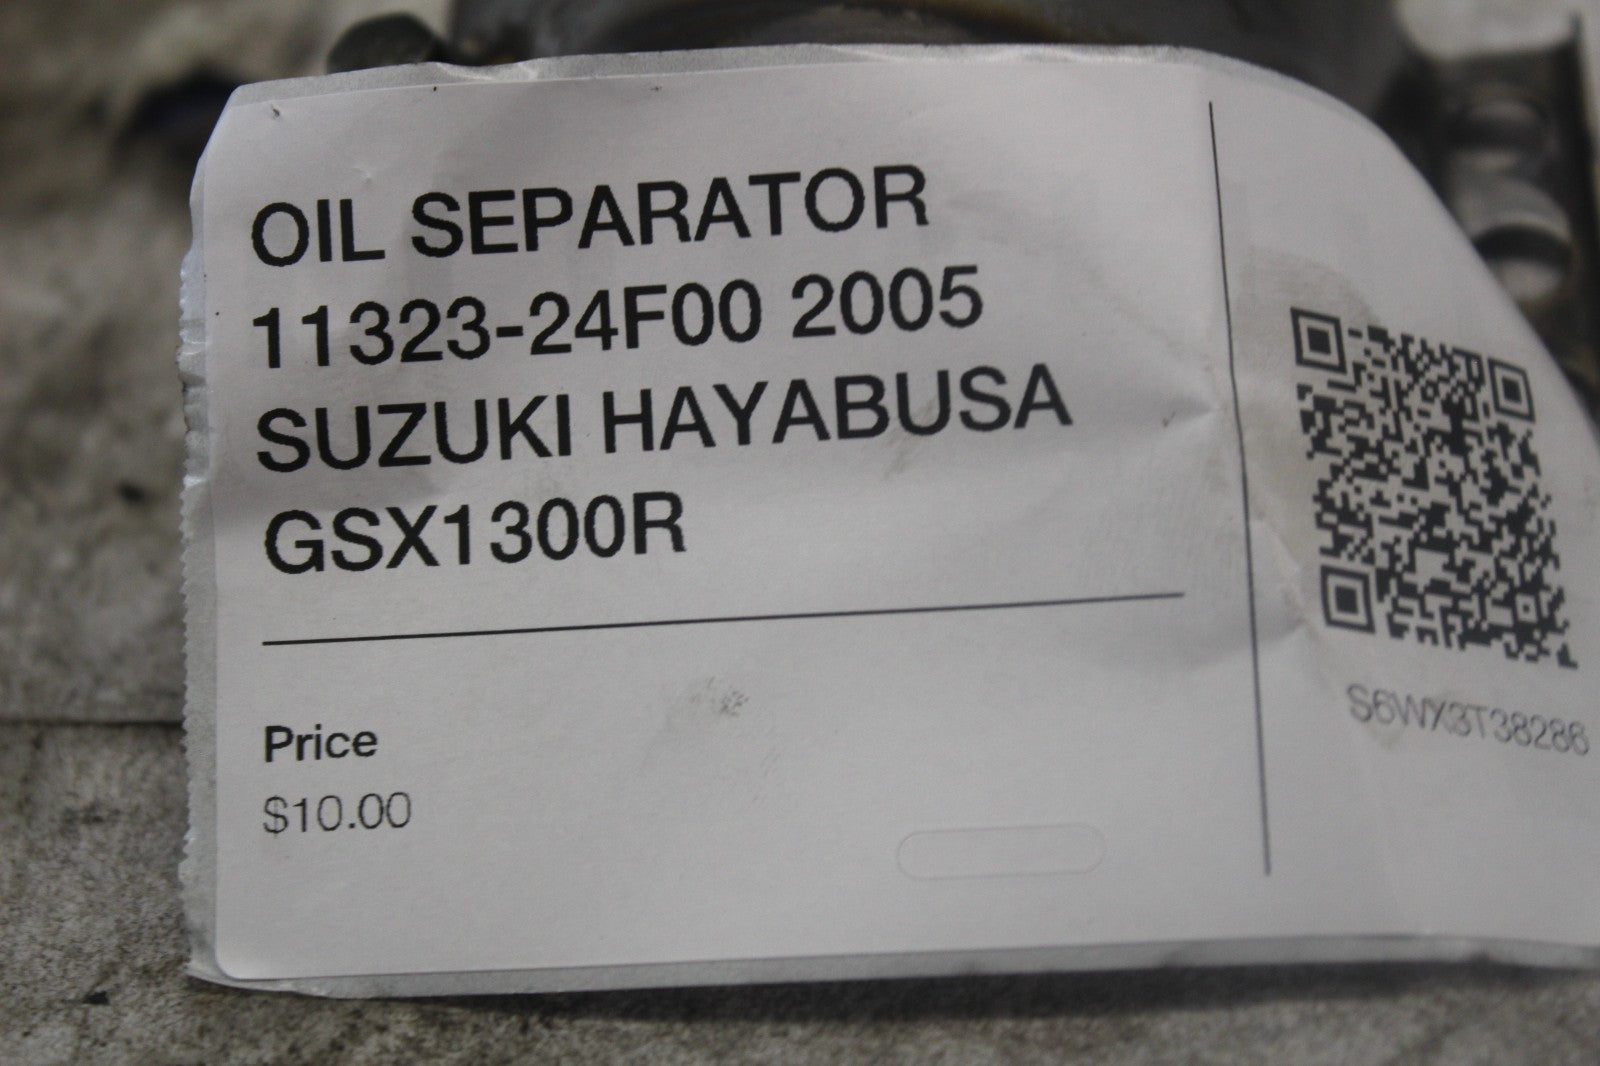 OIL SEPARATOR
11323-24F00 2005
SUZUKI HAYABUSA
GSX1300R
Price
$10.00
S6WX3T38286